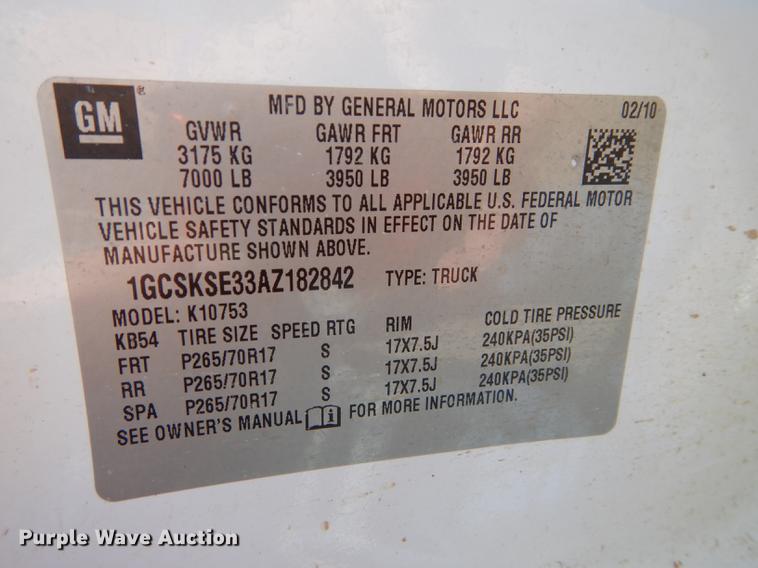 GM ®
MFD BY GENERAL MOTORS LLC 02/10
GVWR GAWR FRT GAWR RR
3175 KG 1792 KG 1792 KG
7000 LB 3950 LB 3950 LB
THIS VEHICLE CONFORMS TO ALL APPLICABLE U.S. FEDERAL MOTOR
VEHICLE SAFETY STANDARDS IN EFFECT ON THE DATE OF
MANUFACTURE SHOWN ABOVE.
1GCSKSE33AZ182842 TYPE: TRUCK
MODEL: K10753
KB54 TIRE SIZE SPEED RTG RIM COLD TIRE PRESSURE
FRT P265/70R17 S 17X7.5J 240KPA(35PSI)
RR P265/70R17 S 17X7.5J 240KPA(35PSI)
SPA P265/70R17 S 17X7.5J 240KPA(35PSI)
SEE OWNER'S MANUAL FOR MORE INFORMATION.
Purple Wave Auction